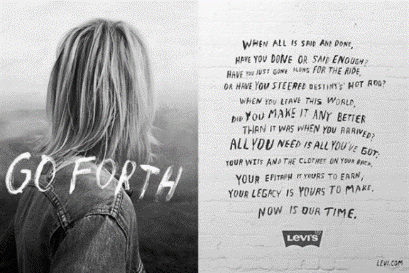 GO FORTH
WHEN ALL IS SAID AND DONE,
HAVE YOU DONE OR SAID ENOUGH?
HAVE YOU JUST GONE ALONG FOR THE RIDE,
OR HAVE YOU STEERED DESTINY'S HOT ROD?
WHEN YOU LEAVE THIS WORLD,
DID YOU MAKE IT ANY BETTER
THAN IT WAS WHEN YOU ARRIVED?
ALL YOU NEED IS ALL YOU'VE GOT;
YOUR WITS AND THE CLOTHES ON YOUR BACK.
YOUR EPITAPH IS YOURS TO EARN,
YOUR LEGACY IS YOURS TO MAKE.
NOW IS OUR TIME.
LEVI'S
LEVI.COM